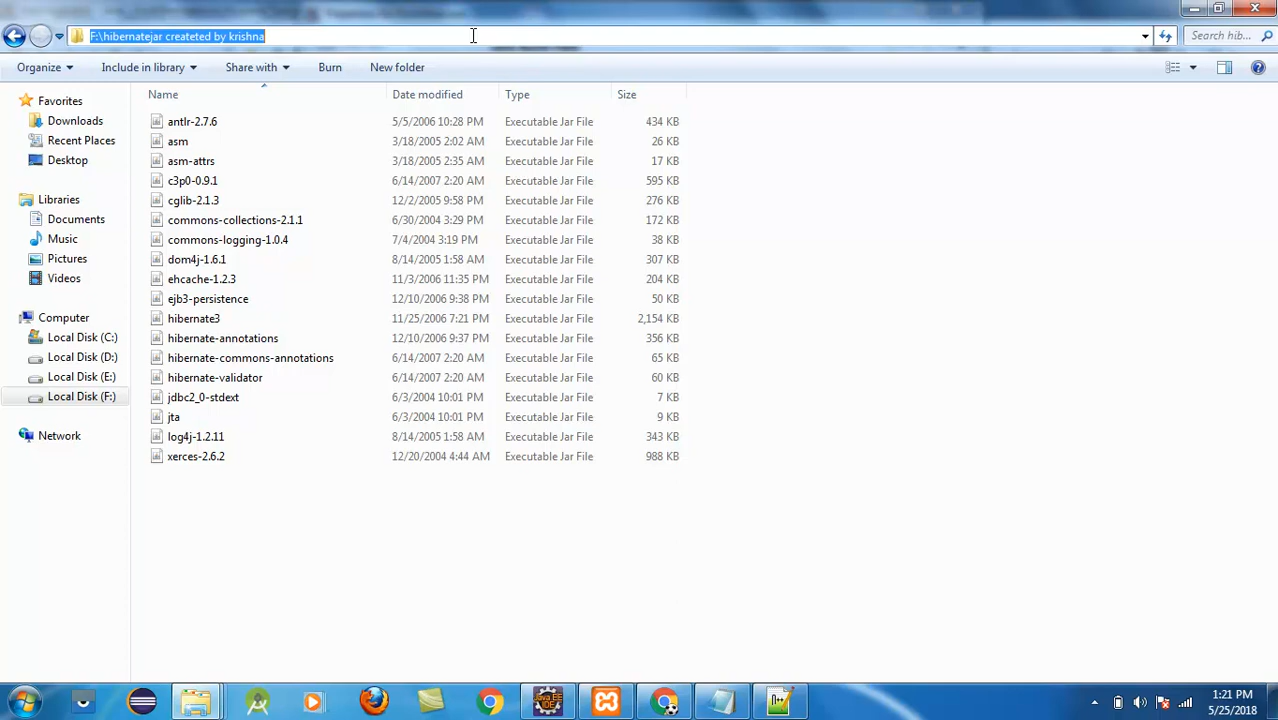 F:\hibernatejar createted by krishna
Search hib...
Organize Include in library Share with Burn New folder
Name Date modified Type Size
Favorites
Downloads
Recent Places
Desktop
Libraries
Documents
Music
Pictures
Videos
Computer
Local Disk (C:)
Local Disk (D:)
Local Disk (E:)
Local Disk (F:)
Network
antlr-2.7.6 5/5/2006 10:28 PM Executable Jar File 434 KB
asm 3/18/2005 2:02 AM Executable Jar File 26 KB
asm-attrs 3/18/2005 2:35 AM Executable Jar File 17 KB
c3p0-0.9.1 6/14/2007 2:20 AM Executable Jar File 595 KB
cglib-2.1.3 12/2/2005 9:58 PM Executable Jar File 276 KB
commons-collections-2.1.1 6/30/2004 3:29 PM Executable Jar File 172 KB
commons-logging-1.0.4 7/4/2004 3:19 PM Executable Jar File 38 KB
dom4j-1.6.1 8/14/2005 1:58 AM Executable Jar File 307 KB
ehcache-1.2.3 11/3/2006 11:35 PM Executable Jar File 204 KB
ejb3-persistence 12/10/2006 9:38 PM Executable Jar File 50 KB
hibernate3 11/25/2006 7:21 PM Executable Jar File 2,154 KB
hibernate-annotations 12/10/2006 9:37 PM Executable Jar File 356 KB
hibernate-commons-annotations 6/14/2007 2:20 AM Executable Jar File 65 KB
hibernate-validator 6/14/2007 2:20 AM Executable Jar File 60 KB
jdbc2_0-stdext 6/3/2004 10:01 PM Executable Jar File 7 KB
jta 6/3/2004 10:01 PM Executable Jar File 9 KB
log4j-1.2.11 8/14/2005 1:58 AM Executable Jar File 343 KB
xerces-2.6.2 12/20/2004 4:44 AM Executable Jar File 988 KB
Java EE
IDE
1:21 PM
5/25/2018